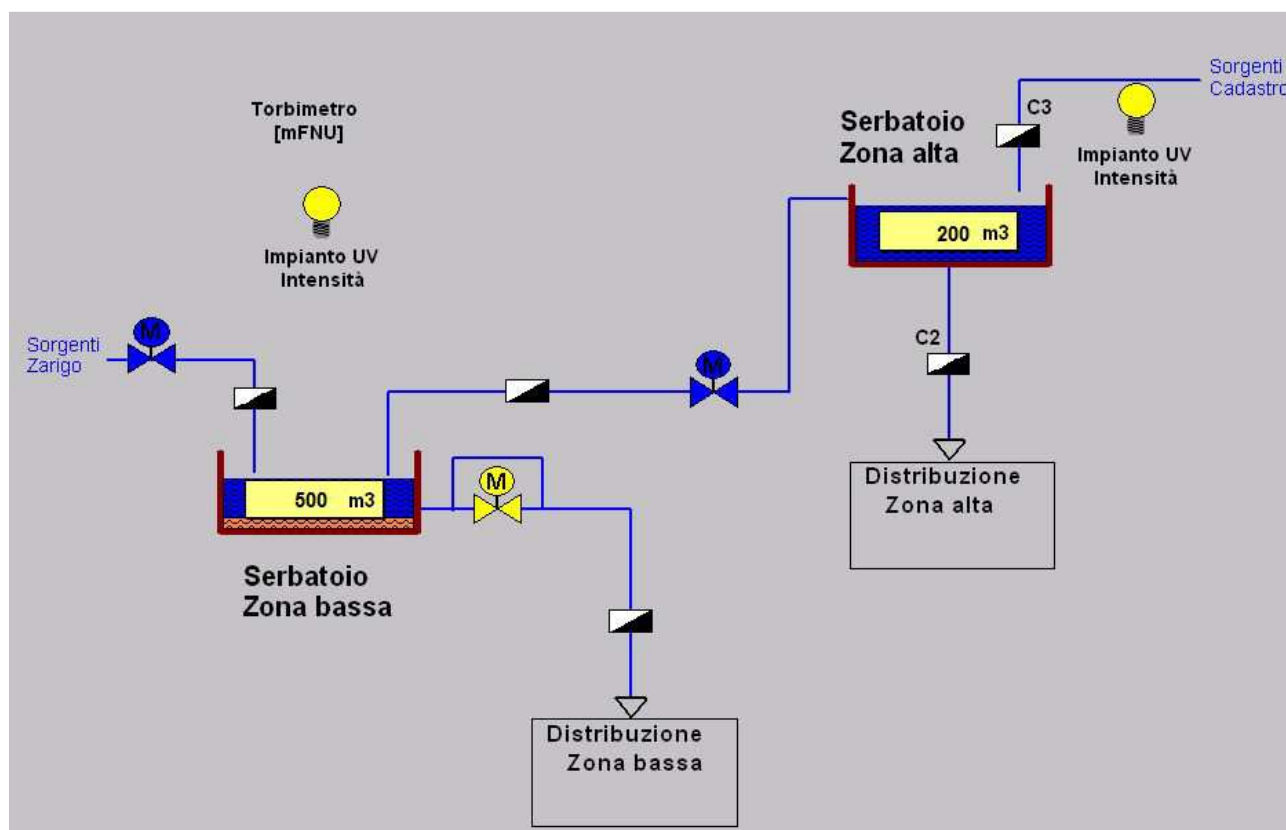 Sorgenti
Cadastro
C3
Torbimetro
[mFNU]
Serbatoio
Zona alta
Impianto UV
Intensità
200 m3
Impianto UV
Intensità
M
Sorgenti
Zarigo
C2
M
Distribuzione
Zona alta
M
500 m3
Serbatoio
Zona bassa
Distribuzione
Zona bassa